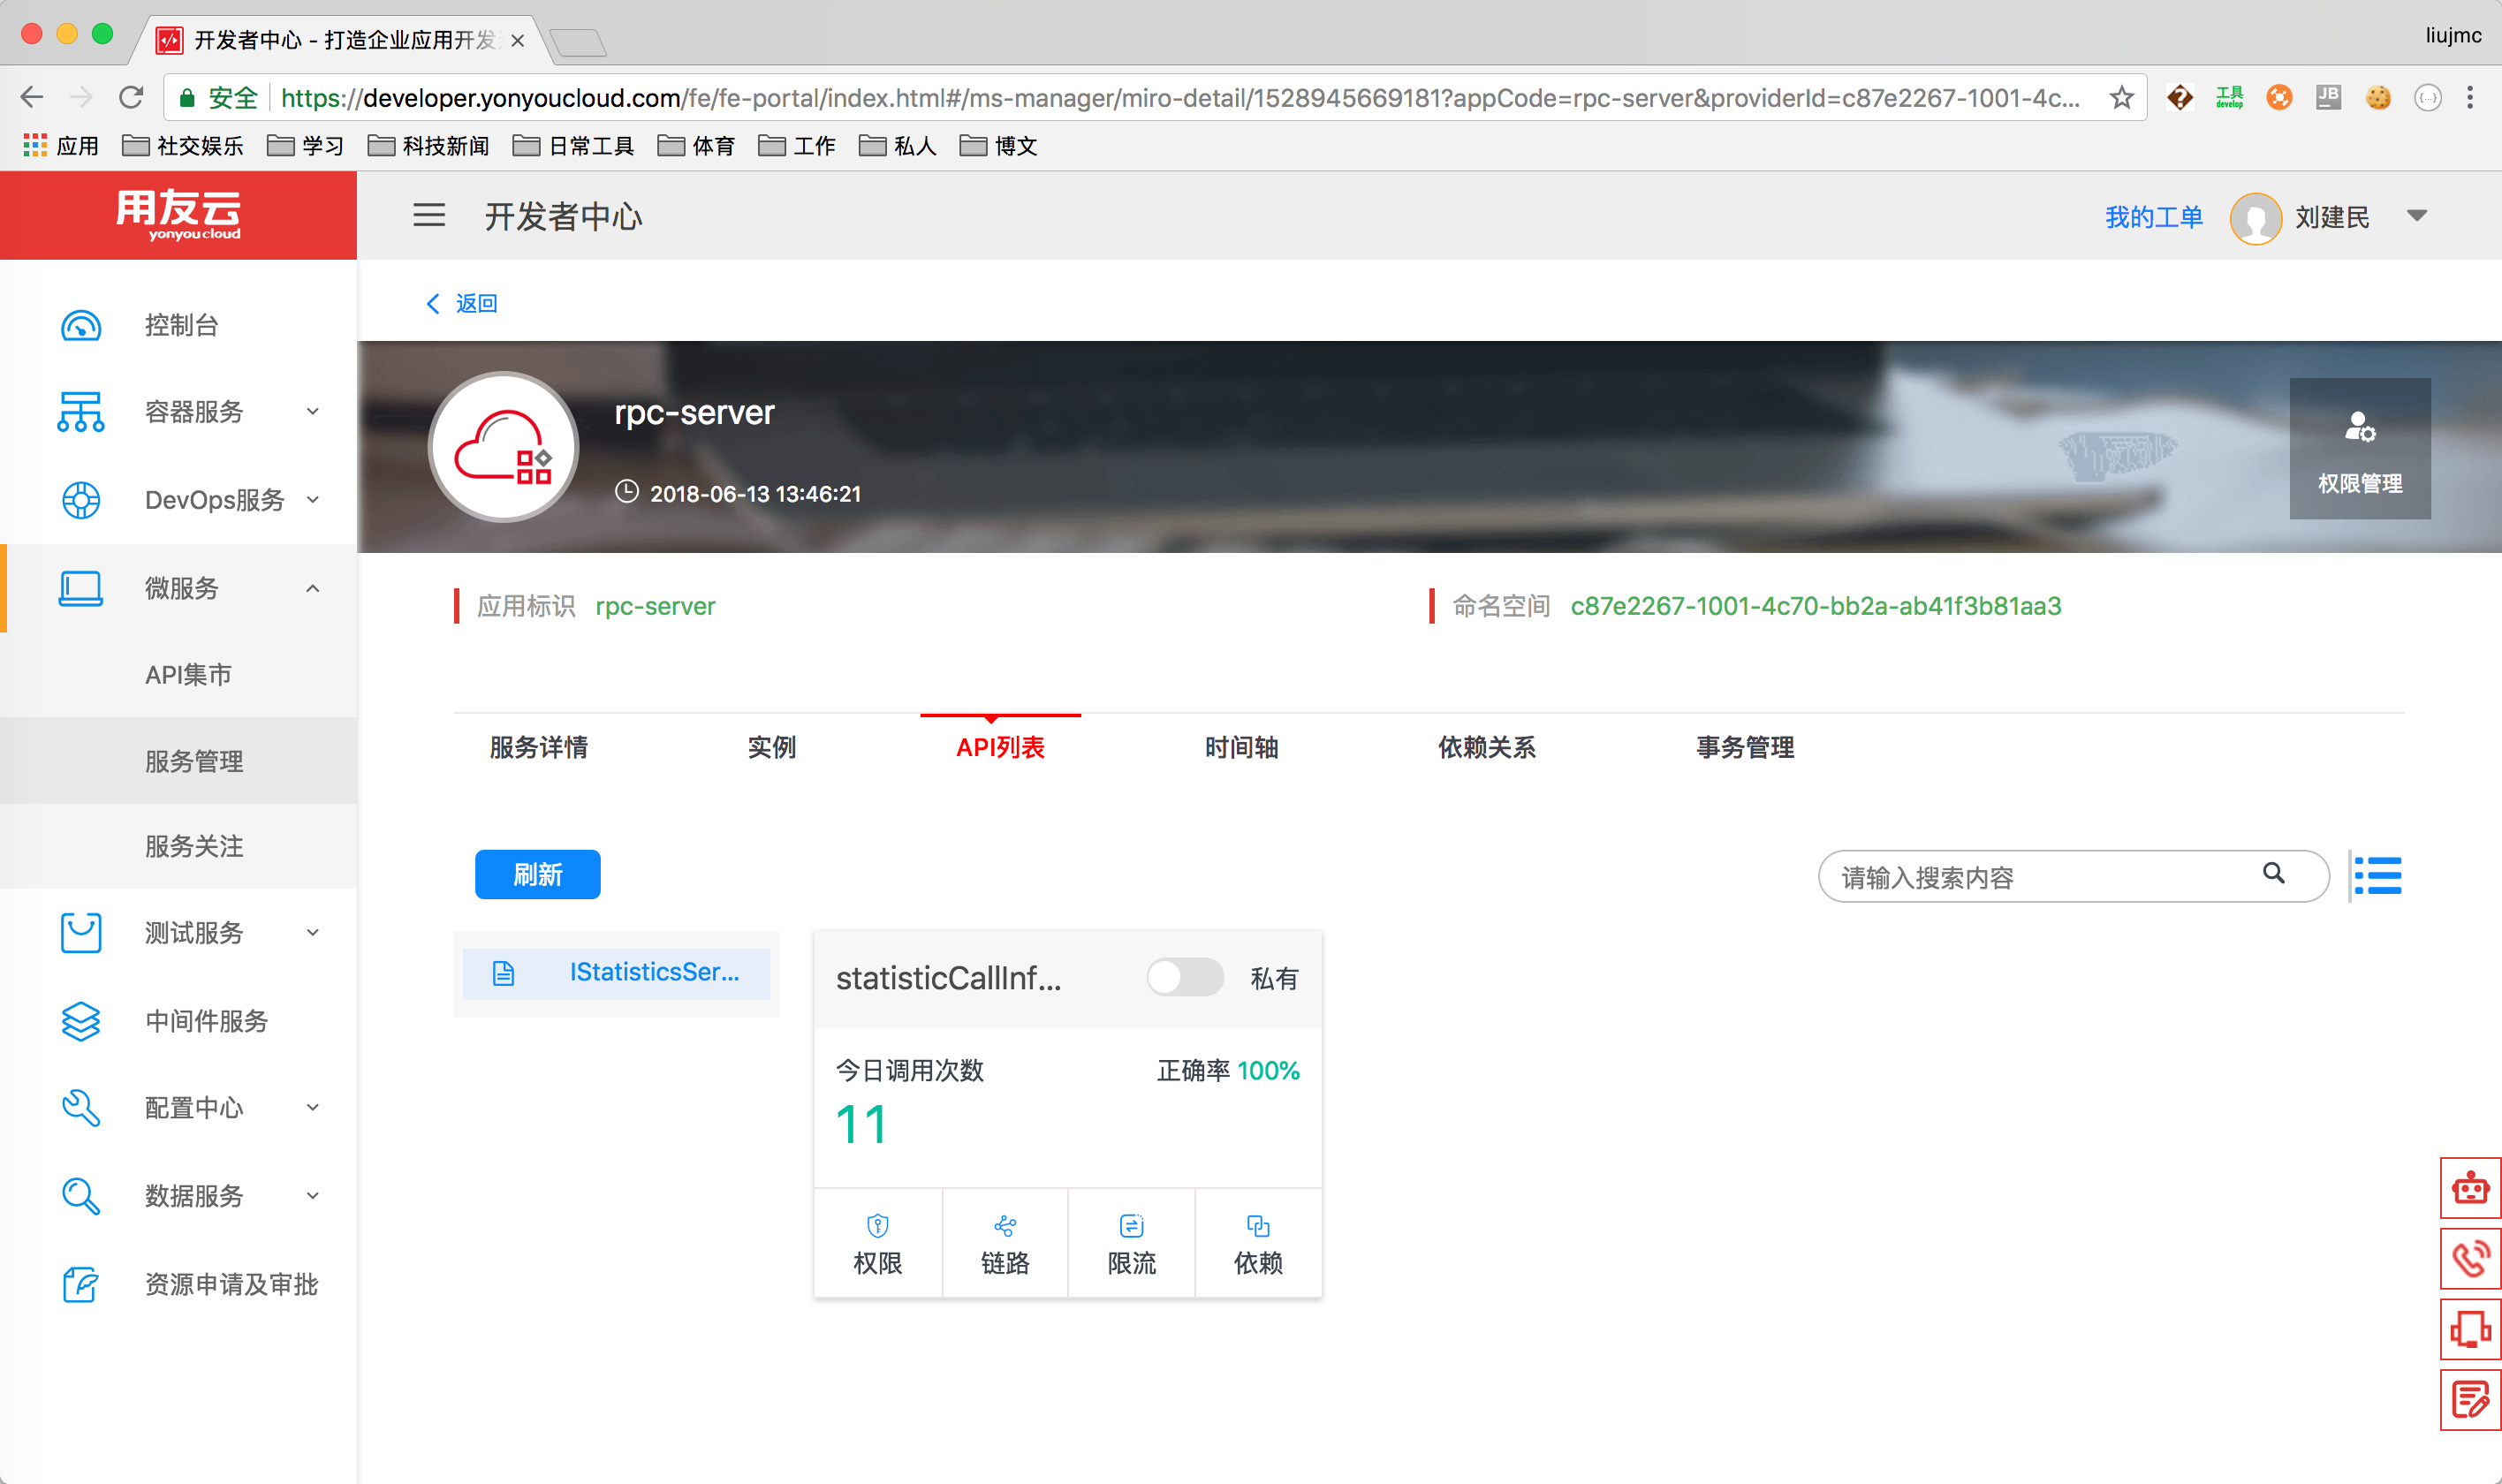 开发者中心 - 打造企业应用开发
liujmc
安全 https://developer.yonyoucloud.com/fe/fe-portal/index.html#/ms-manager/miro-detail/1528945669181?appCode=rpc-server&providerId=c87e2267-1001-4c...
工具
develop
JB
应用 社交娱乐 学习 科技新闻 日常工具 体育 工作 私人 博文
用友云
yonyou cloud
开发者中心
我的工单 刘建民
控制台
容器服务
DevOps服务
微服务
API集市
服务管理
服务关注
测试服务
中间件服务
配置中心
数据服务
资源申请及审批
返回
rpc-server
2018-06-13 13:46:21
权限管理
应用标识 rpc-server
命名空间 c87e2267-1001-4c70-bb2a-ab41f3b81aa3
服务详情 实例 API列表 时间轴 依赖关系 事务管理
刷新
请输入搜索内容
IStatisticsSer...
statisticCallInf... 私有
今日调用次数 正确率 100%
11
权限 链路 限流 依赖